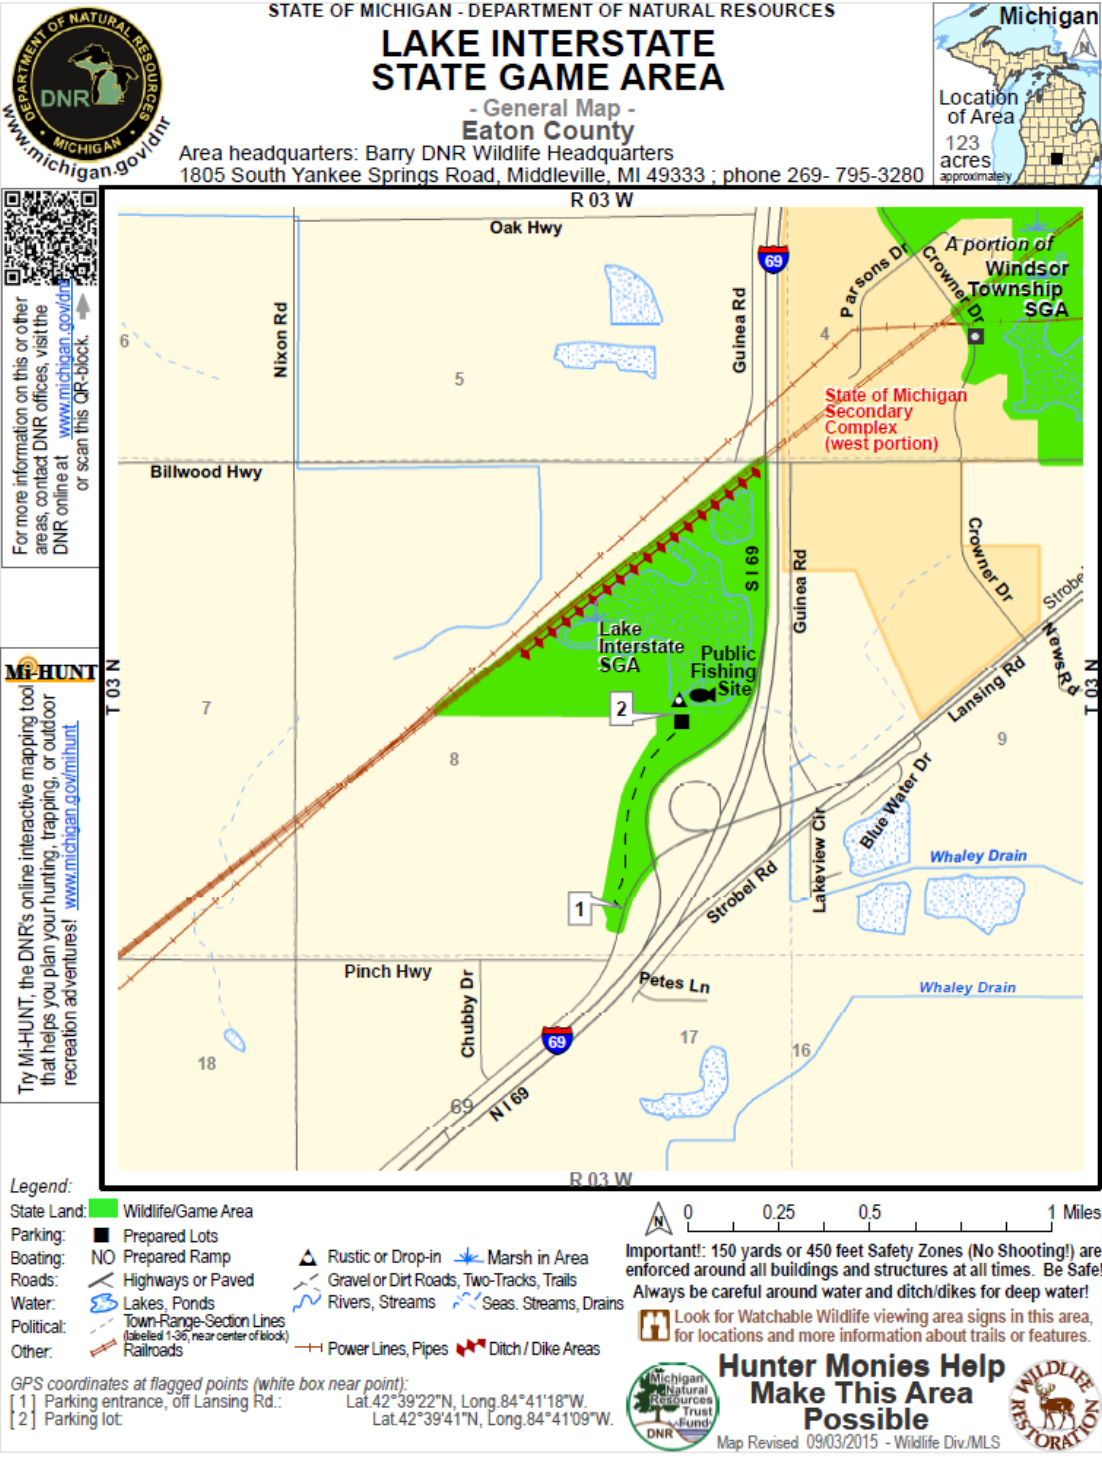 STATE OF MICHIGAN - DEPARTMENT OF NATURAL RESOURCES
LAKE INTERSTATE
STATE GAME AREA
- General Map -
Eaton County
Area headquarters: Barry DNR Wildlife Headquarters
1805 South Yankee Springs Road, Middleville, MI 49333 ; phone 269- 795-3280
DEPARTMENT OF NATURAL RESOURCES
DNR
MICHIGAN
www.michigan.gov/dnr
Michigan
N
Location
of Area
123
acres
approximately
For more information on this or other
areas, contact DNR offices, visit the
DNR online at www.michigan.gov/dnr
or scan this QR-block.
Mi-HUNT
Try Mi-HUNT, the DNR's online interactive mapping tool
that helps you plan your hunting, trapping, or outdoor
recreation adventures! www.michigan.gov/mihunt
R 03 W
Oak Hwy
69
Nixon Rd
Guinea Rd
Parsons Dr
Crowner Dr
A portion of
Windsor
Township
SGA
6
5
4
State of Michigan
Secondary
Complex
(west portion)
Billwood Hwy
S I 69
Guinea Rd
Crowner Dr
Strobel
News Rd
Lansing Rd
Lake
Interstate
SGA
Public
Fishing
Site
2
T 03 N
T 03 N
7
8
9
Blue Water Dr
Lakeview Cir
Whaley Drain
Strobel Rd
1
Pinch Hwy
Chubby Dr
Petes Ln
Whaley Drain
69
17
16
18
69
N I 69
R 03 W
Legend:
State Land: Wildlife/Game Area
Parking: Prepared Lots
Boating: NO Prepared Ramp Rustic or Drop-in Marsh in Area
Roads: Highways or Paved Gravel or Dirt Roads, Two-Tracks, Trails
Water: Lakes, Ponds Rivers, Streams Seas. Streams, Drains
Political: Town-Range-Section Lines
(labelled 1-36, near center of block)
Other: Railroads Power Lines, Pipes Ditch / Dike Areas
GPS coordinates at flagged points (white box near point):
[ 1 ] Parking entrance, off Lansing Rd.: Lat.42°39'22"N, Long.84°41'18"W.
[ 2 ] Parking lot: Lat.42°39'41"N, Long.84°41'09"W.
N 0 0.25 0.5 1 Miles
Important!: 150 yards or 450 feet Safety Zones (No Shooting!) are
enforced around all buildings and structures at all times. Be Safe!
Always be careful around water and ditch/dikes for deep water!
Look for Watchable Wildlife viewing area signs in this area,
for locations and more information about trails or features.
Michigan
Natural
Resources
Trust
Fund
DNR
Hunter Monies Help
Make This Area
Possible
WILDLIFE
RESTORATION
Map Revised 09/03/2015 - Wildlife Div./MLS